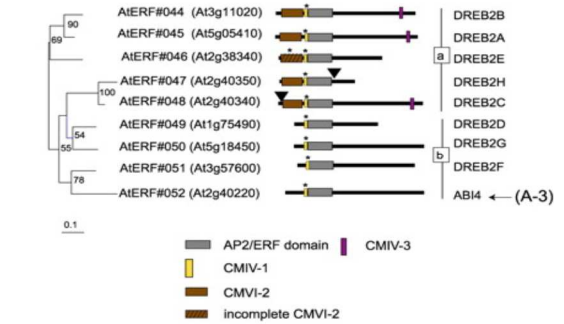 AtERF#044 (At3g11020) DREB2B
90
AtERF#045 (At5g05410) DREB2A
69
AtERF#046 (At2g38340) DREB2E
a
AtERF#047 (At2g40350) DREB2H
100
AtERF#048 (At2g40340) DREB2C
AtERF#049 (At1g75490) DREB2D
54
AtERF#050 (At5g18450) DREB2G
55
b
AtERF#051 (At3g57600) DREB2F
78
AtERF#052 (At2g40220) ABI4 ← (A-3)
0.1
AP2/ERF domain CMIV-3
CMIV-1
CMVI-2
incomplete CMVI-2